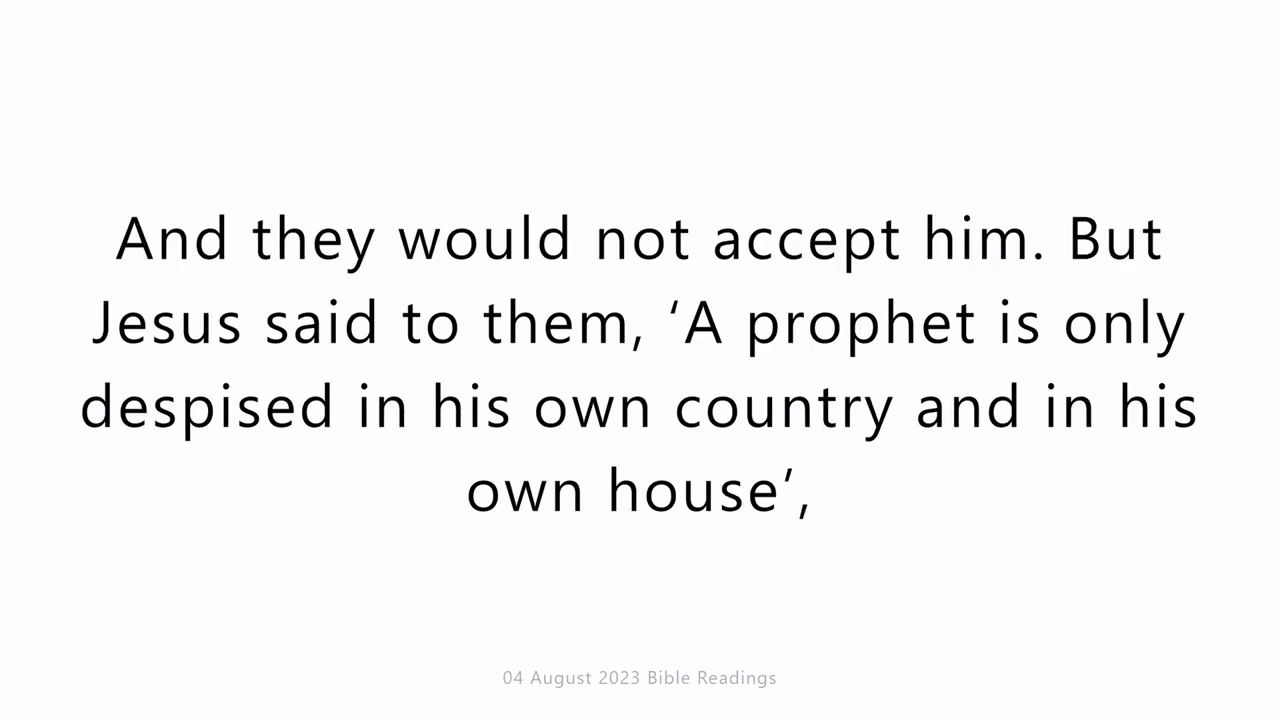 And they would not accept him. But
Jesus said to them, ‘A prophet is only
despised in his own country and in his
own house’,
04 August 2023 Bible Readings